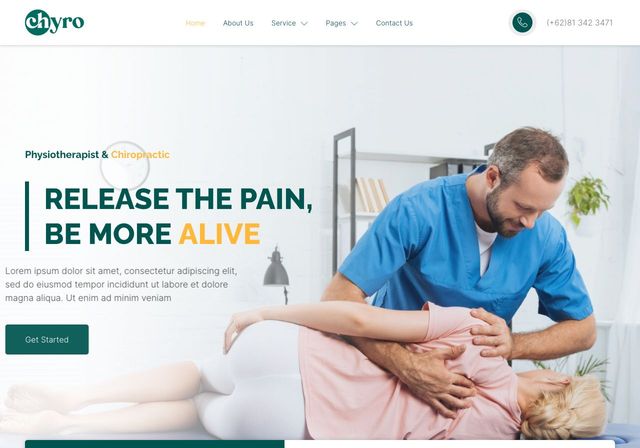 chyro
Home About Us Service Pages Contact Us
(+62)81 342 3471
Physiotherapist & Chiropractic
RELEASE THE PAIN,
BE MORE ALIVE
Lorem ipsum dolor sit amet, consectetur adipiscing elit,
sed do eiusmod tempor incididunt ut labore et dolore
magna aliqua. Ut enim ad minim veniam
Get Started